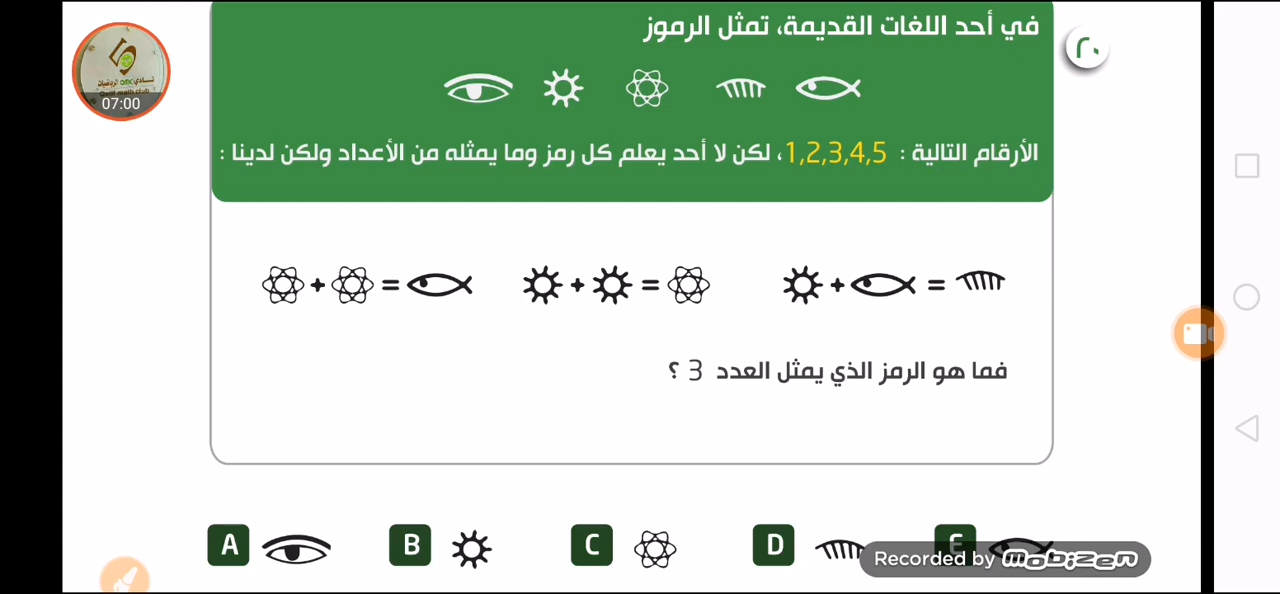 ٢٠
في أحد اللغات القديمة، تمثل الرموز
الأرقام التالية : 1,2,3,4,5، لكن لا أحد يعلم كل رمز وما يمثله من الأعداد ولكن لدينا :
+ =
+ =
+ =
فما هو الرمز الذي يمثل العدد 3 ؟
A
B
C
D
E
07:00
Recorded by mobizen